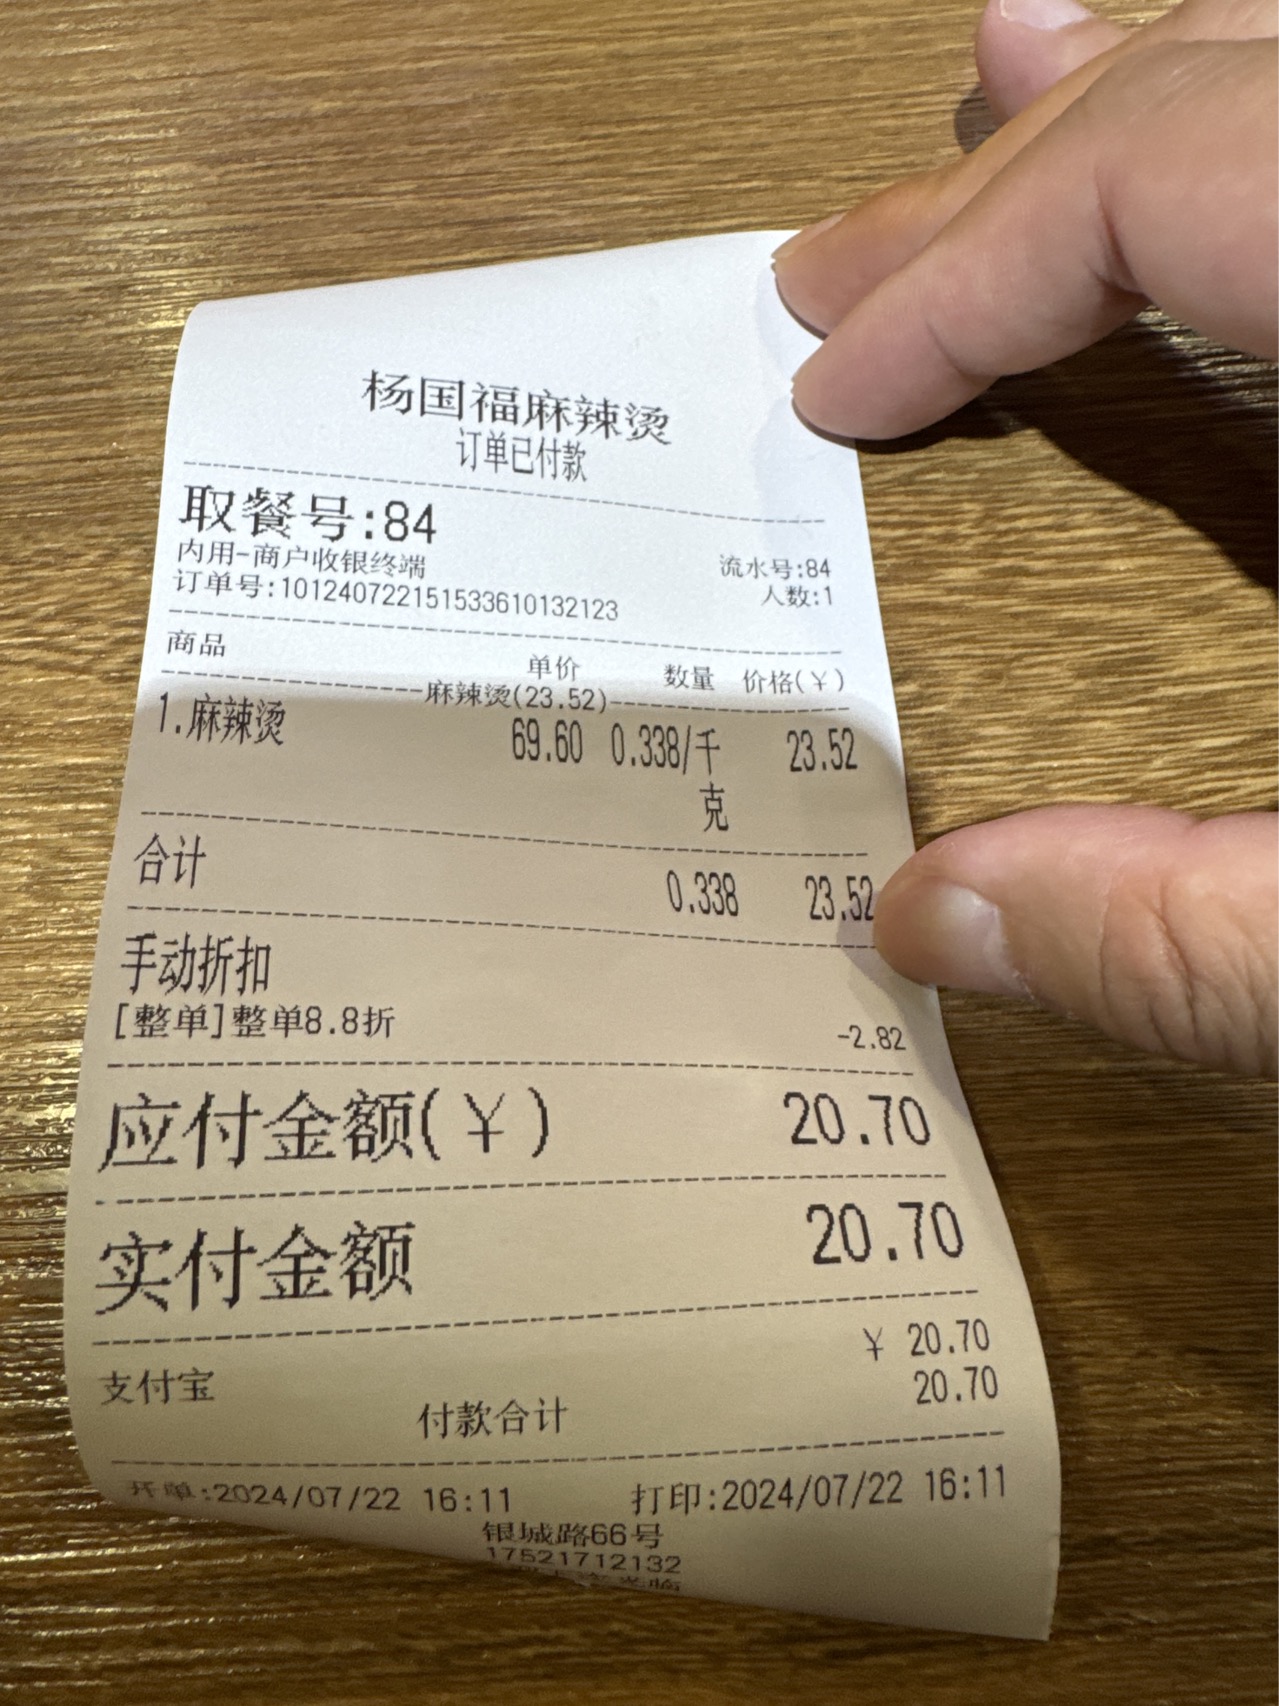 杨国福麻辣烫
订单已付款
取餐号:84
内用-商户收银终端 流水号:84
订单号:101240722151533610132123 人数:1
商品 单价 数量 价格(¥)
麻辣烫(23.52)
1.麻辣烫 69.60 0.338/千克 23.52
合计 0.338 23.52
手动折扣
[整单]整单8.8折 -2.82
应付金额(¥) 20.70
实付金额 20.70
支付宝 ¥ 20.70
付款合计 20.70
开单:2024/07/22 16:11 打印:2024/07/22 16:11
银城路66号
17521712132